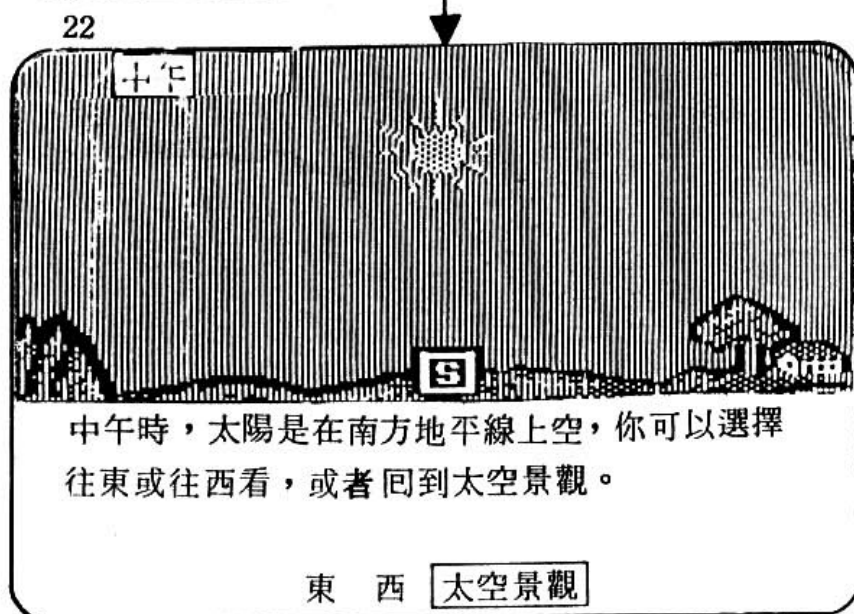 22
中午
S
中午時，太陽是在南方地平線上空，你可以選擇
往東或往西看，或者回到太空景觀。
東 西 太空景觀